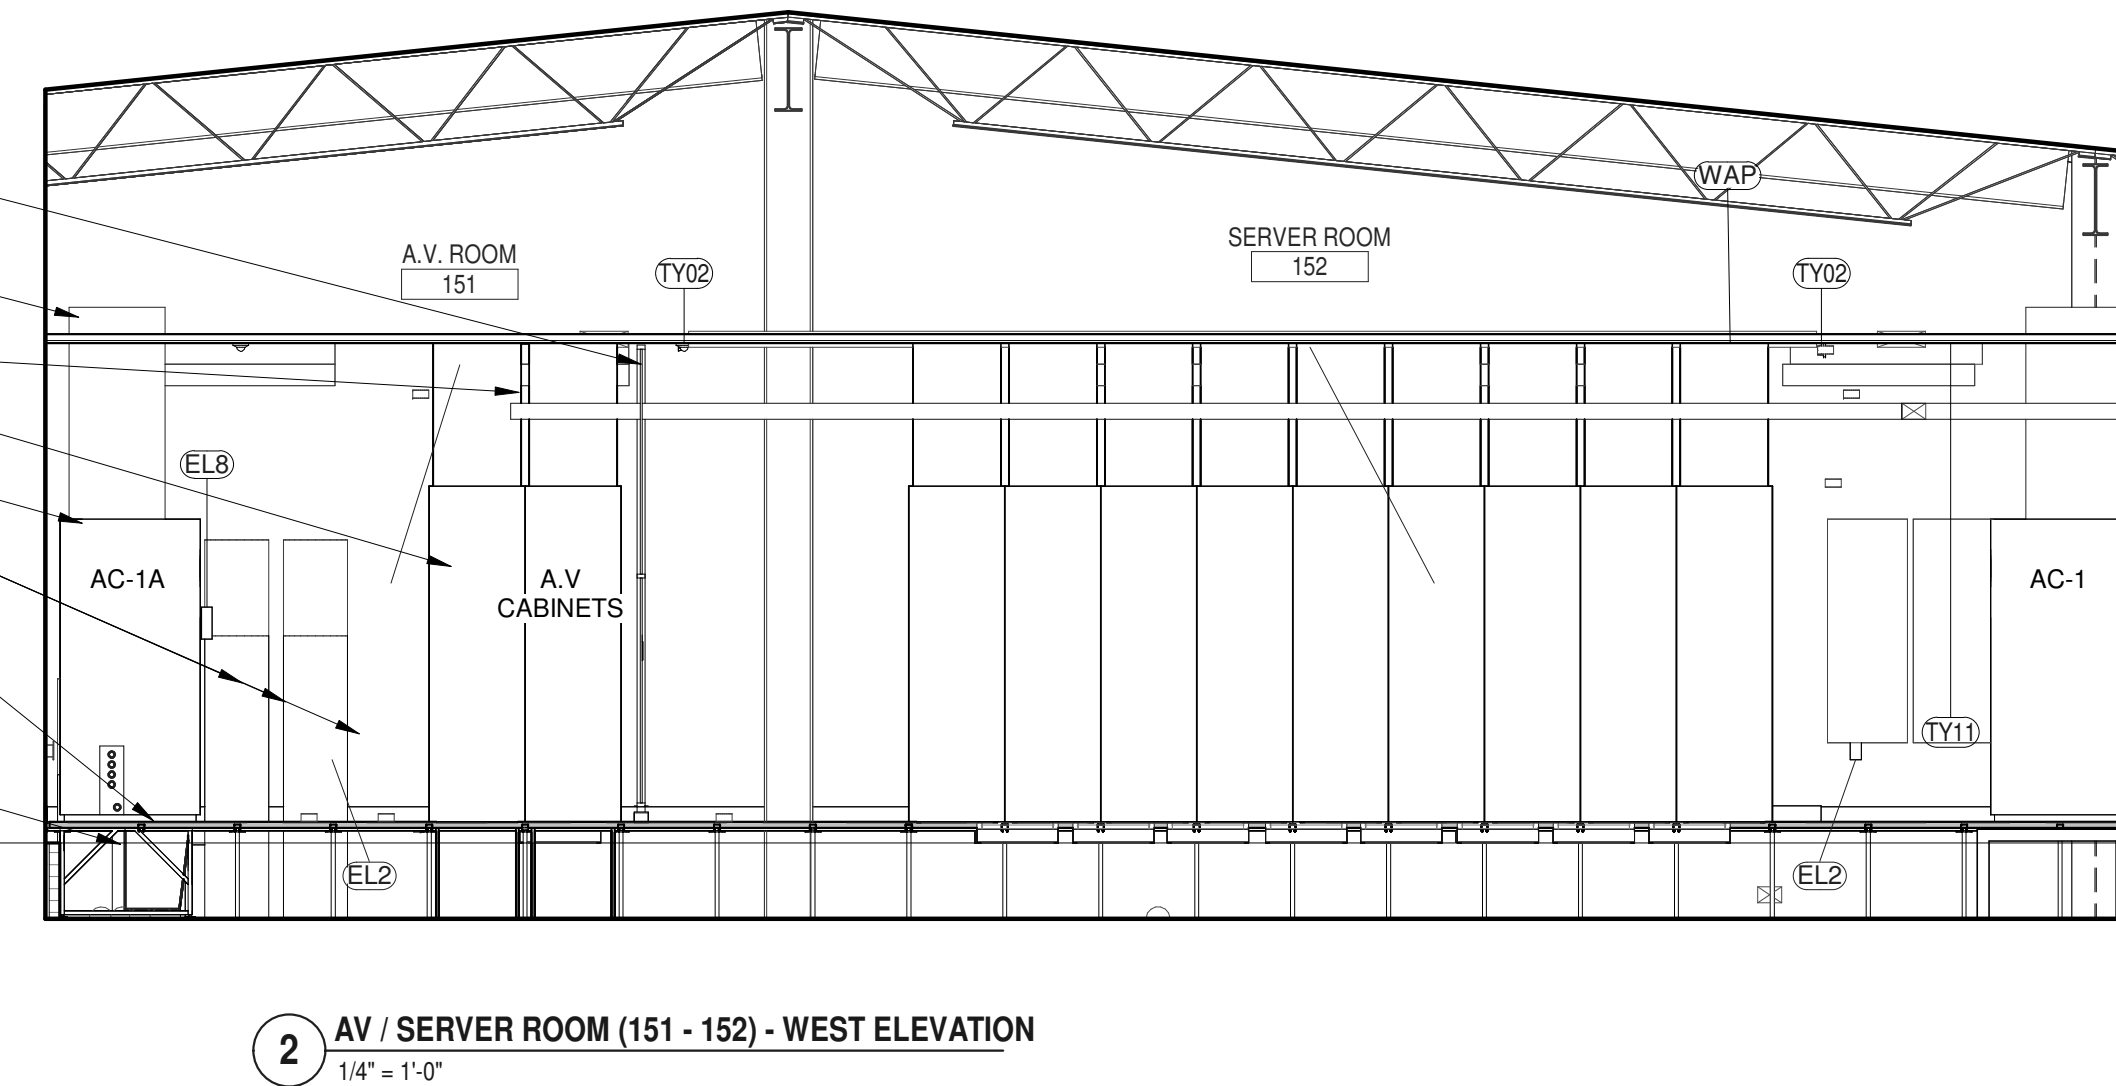 WAP
A.V. ROOM
151
TY02
SERVER ROOM
152
TY02
EL8
AC-1A
A.V
CABINETS
AC-1
TY11
EL2
EL2
2
AV / SERVER ROOM (151 - 152) - WEST ELEVATION
1/4" = 1'-0"